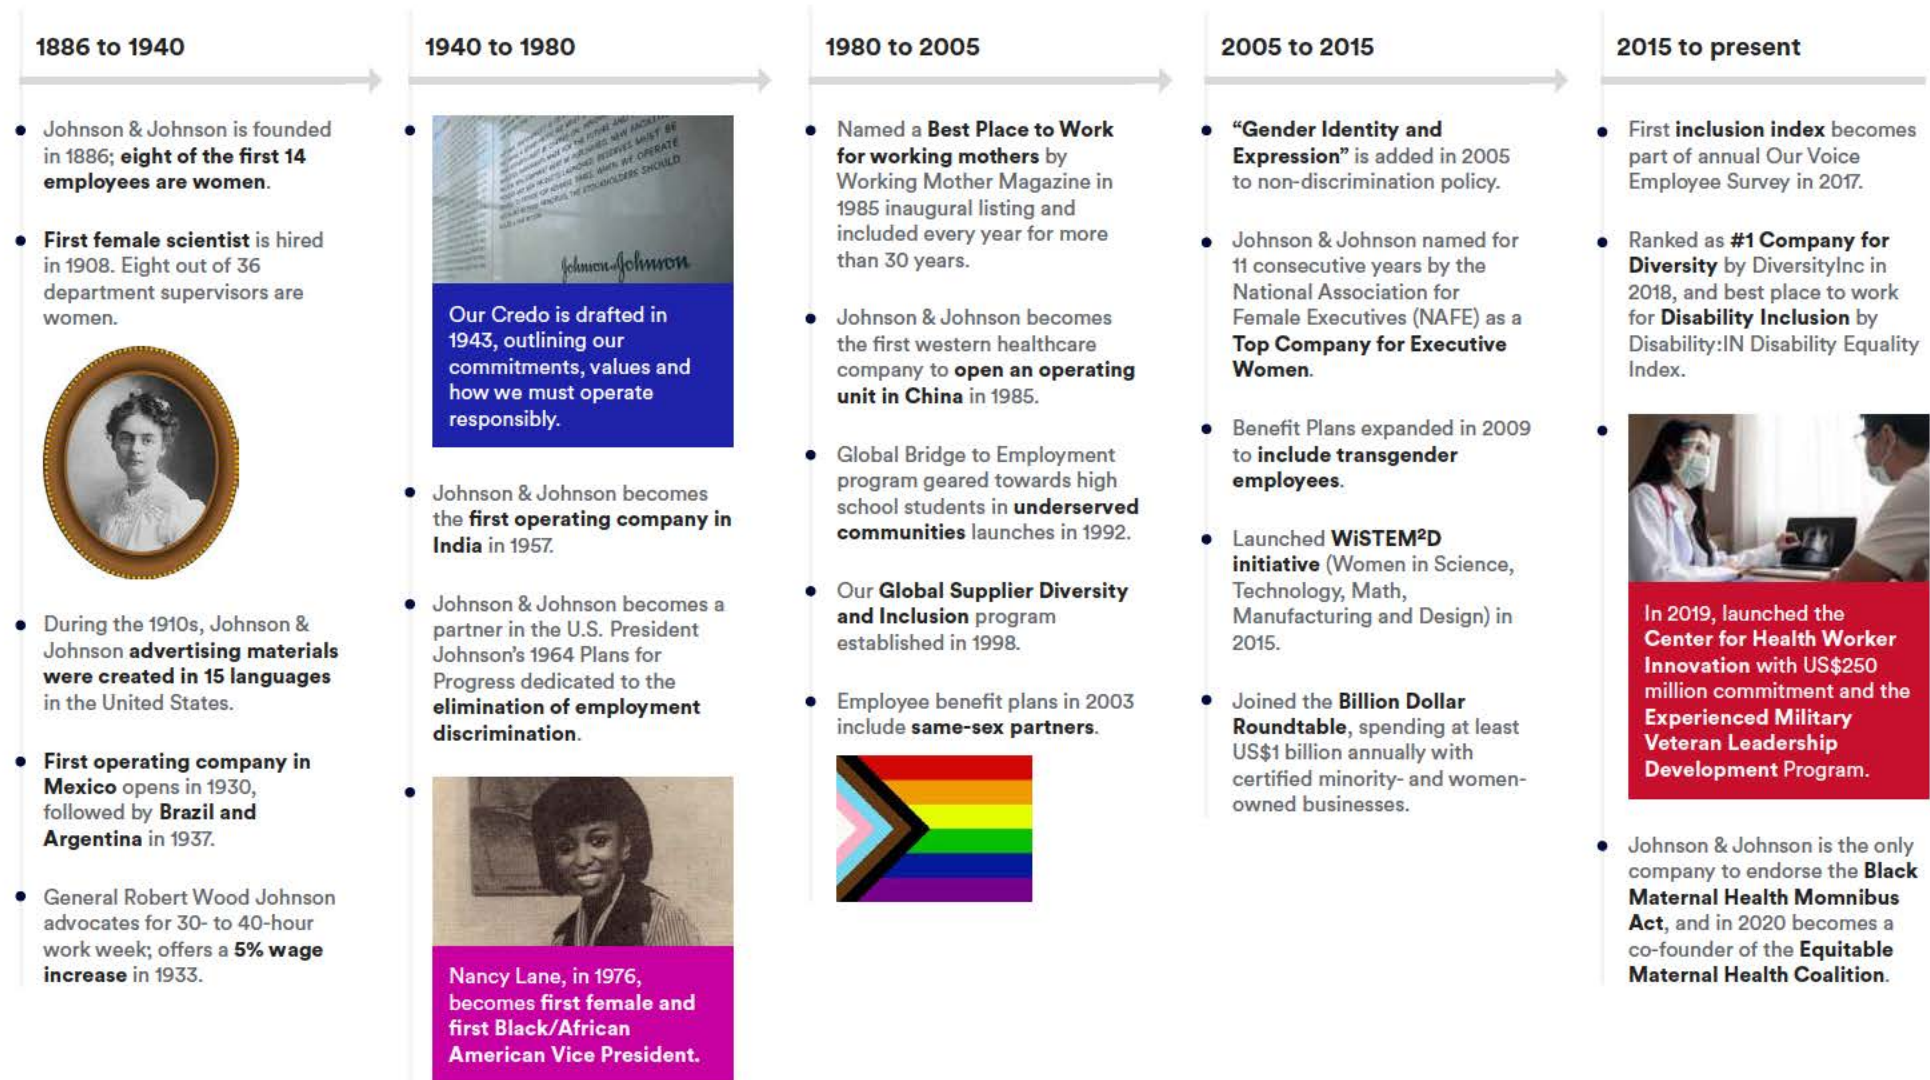 1886 to 1940
Johnson & Johnson is founded
in 1886; eight of the first 14
employees are women.
First female scientist is hired
in 1908. Eight out of 36
department supervisors are
women.
During the 1910s, Johnson &
Johnson advertising materials
were created in 15 languages
in the United States.
First operating company in
Mexico opens in 1930,
followed by Brazil and
Argentina in 1937.
General Robert Wood Johnson
advocates for 30- to 40-hour
work week; offers a 5% wage
increase in 1933.
1940 to 1980
Johnson & Johnson
Our Credo is drafted in
1943, outlining our
commitments, values and
how we must operate
responsibly.
Johnson & Johnson becomes
the first operating company in
India in 1957.
Johnson & Johnson becomes a
partner in the U.S. President
Johnson's 1964 Plans for
Progress dedicated to the
elimination of employment
discrimination.
Nancy Lane, in 1976,
becomes first female and
first Black/African
American Vice President.
1980 to 2005
Named a Best Place to Work
for working mothers by
Working Mother Magazine in
1985 inaugural listing and
included every year for more
than 30 years.
Johnson & Johnson becomes
the first western healthcare
company to open an operating
unit in China in 1985.
Global Bridge to Employment
program geared towards high
school students in underserved
communities launches in 1992.
Our Global Supplier Diversity
and Inclusion program
established in 1998.
Employee benefit plans in 2003
include same-sex partners.
2005 to 2015
“Gender Identity and
Expression” is added in 2005
to non-discrimination policy.
Johnson & Johnson named for
11 consecutive years by the
National Association for
Female Executives (NAFE) as a
Top Company for Executive
Women.
Benefit Plans expanded in 2009
to include transgender
employees.
Launched WiSTEM²D
initiative (Women in Science,
Technology, Math,
Manufacturing and Design) in
2015.
Joined the Billion Dollar
Roundtable, spending at least
US$1 billion annually with
certified minority- and women-
owned businesses.
2015 to present
First inclusion index becomes
part of annual Our Voice
Employee Survey in 2017.
Ranked as #1 Company for
Diversity by DiversityInc in
2018, and best place to work
for Disability Inclusion by
Disability:IN Disability Equality
Index.
In 2019, launched the
Center for Health Worker
Innovation with US$250
million commitment and the
Experienced Military
Veteran Leadership
Development Program.
Johnson & Johnson is the only
company to endorse the Black
Maternal Health Momnibus
Act, and in 2020 becomes a
co-founder of the Equitable
Maternal Health Coalition.